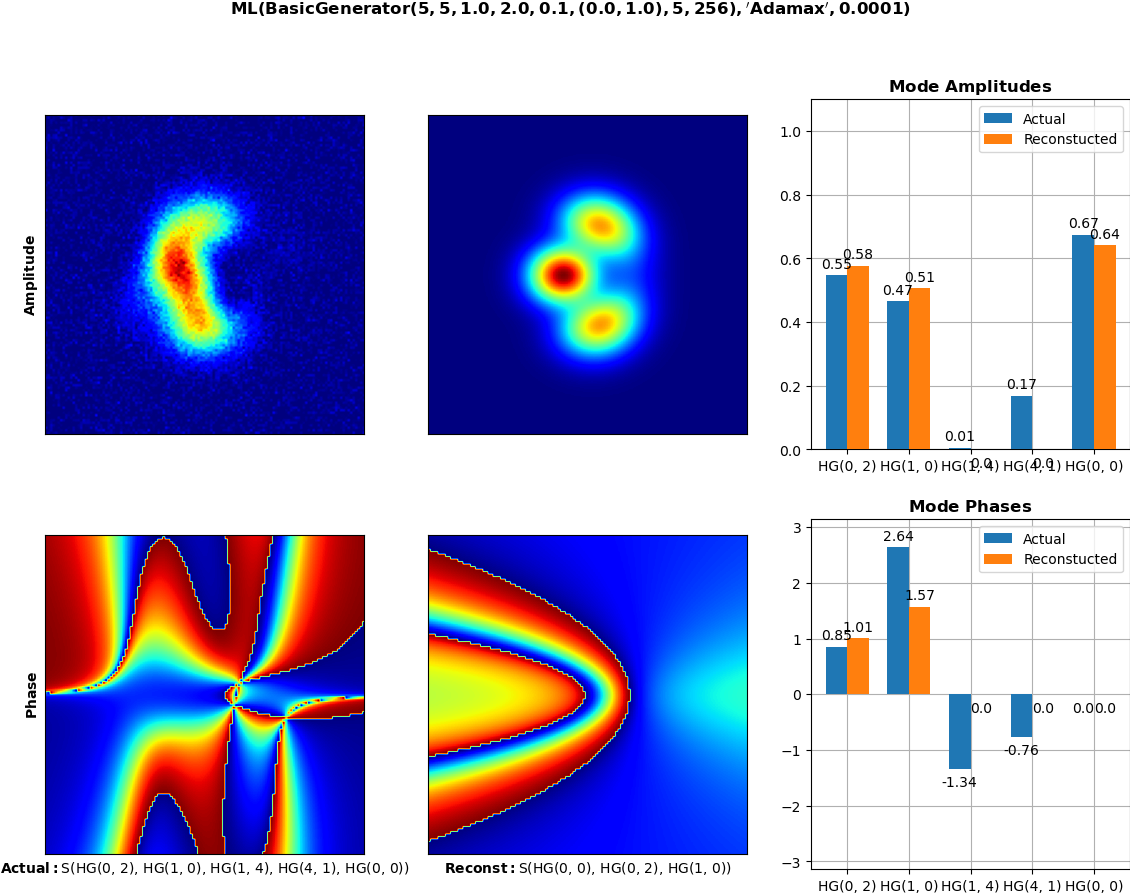 ML(BasicGenerator(5, 5, 1.0, 2.0, 0.1, (0.0, 1.0), 5, 256), ′Adamax′, 0.0001)
Amplitude
Mode Amplitudes
Actual
Reconstucted
1.0
0.8
0.6
0.4
0.2
0.0
0.55
0.58
0.47
0.51
0.01
0.0
0.17
0.0
0.67
0.64
HG(0, 2) HG(1, 0) HG(1, 4) HG(4, 1) HG(0, 0)
Phase
Actual: S(HG(0, 2), HG(1, 0), HG(1, 4), HG(4, 1), HG(0, 0))
Reconst: S(HG(0, 0), HG(0, 2), HG(1, 0))
Mode Phases
Actual
Reconstucted
3
2
1
0
−1
−2
−3
0.85
1.01
2.64
1.57
-1.34
0.0
-0.76
0.0
0.0
0.0
HG(0, 2) HG(1, 0) HG(1, 4) HG(4, 1) HG(0, 0)